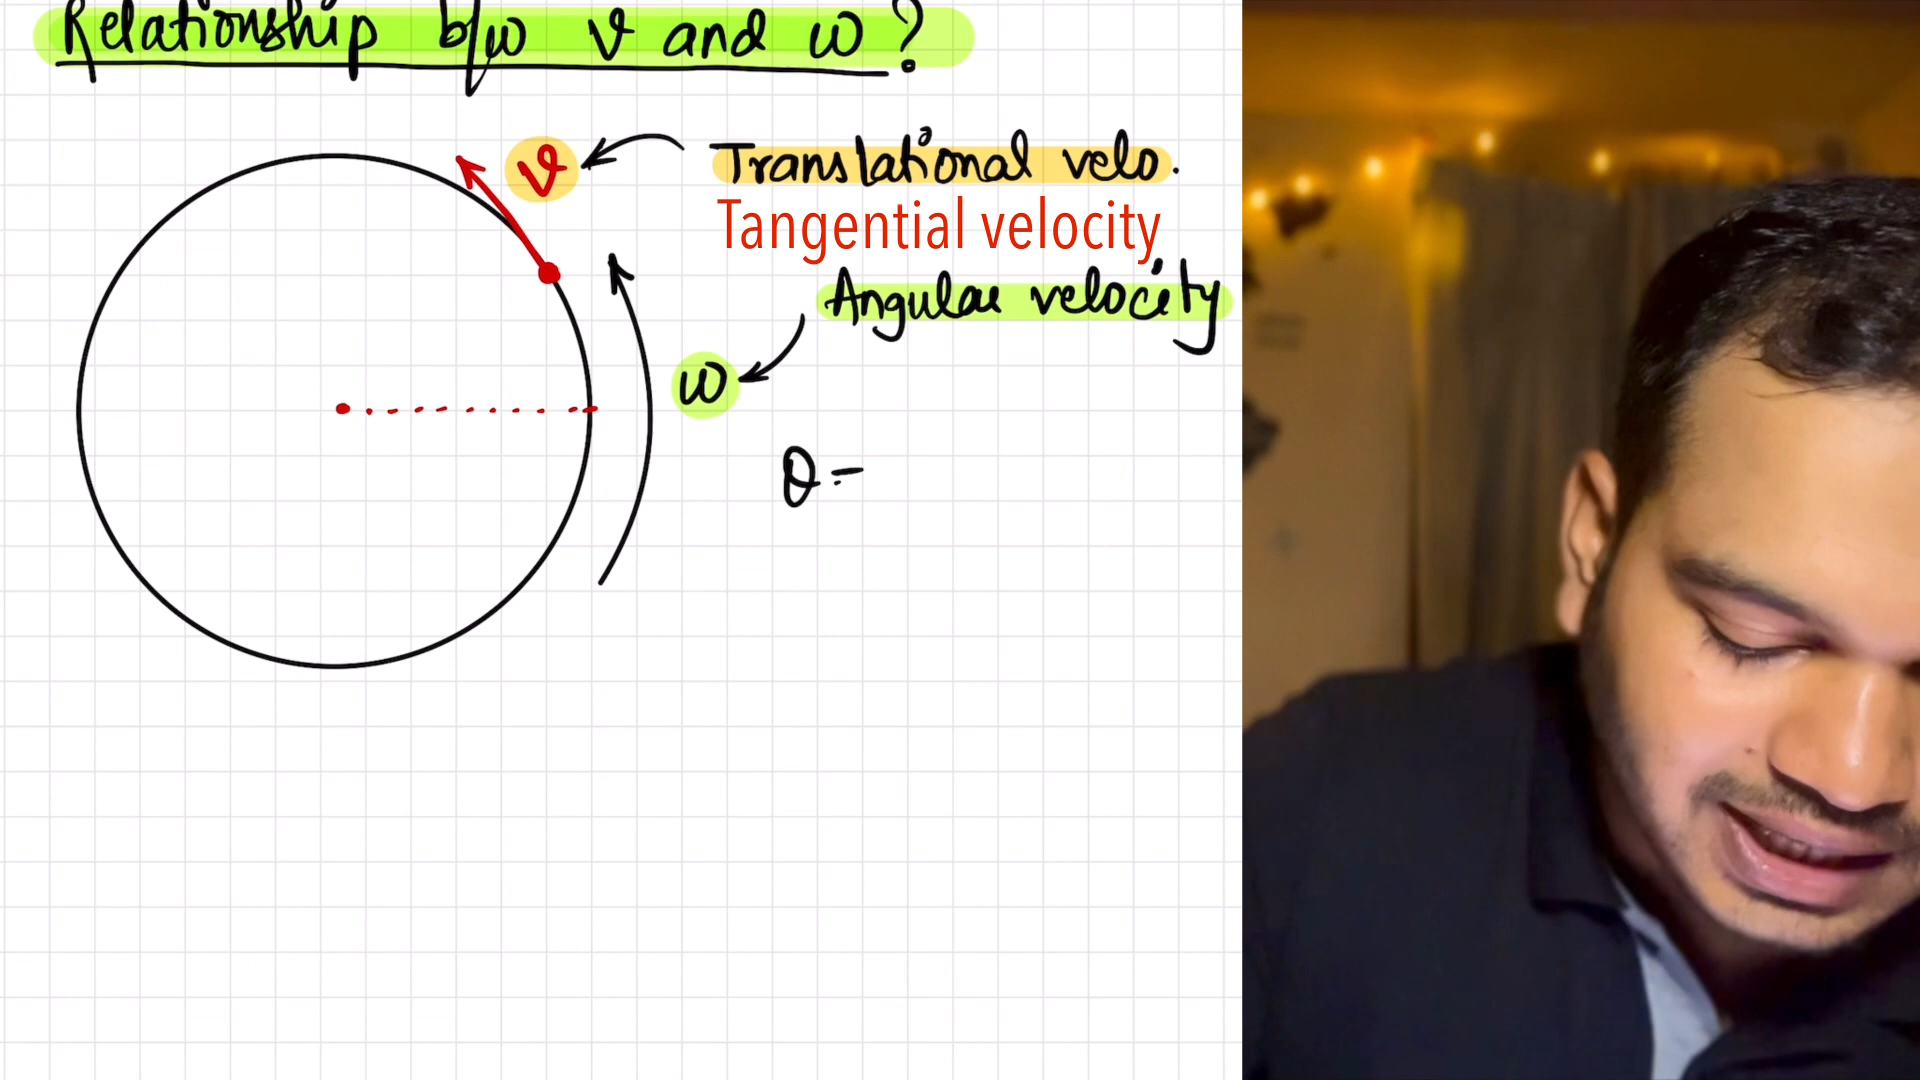 Relationship b/w v and ω ?
v
Translational velo.
Tangential velocity
Angular velocity
ω
θ =